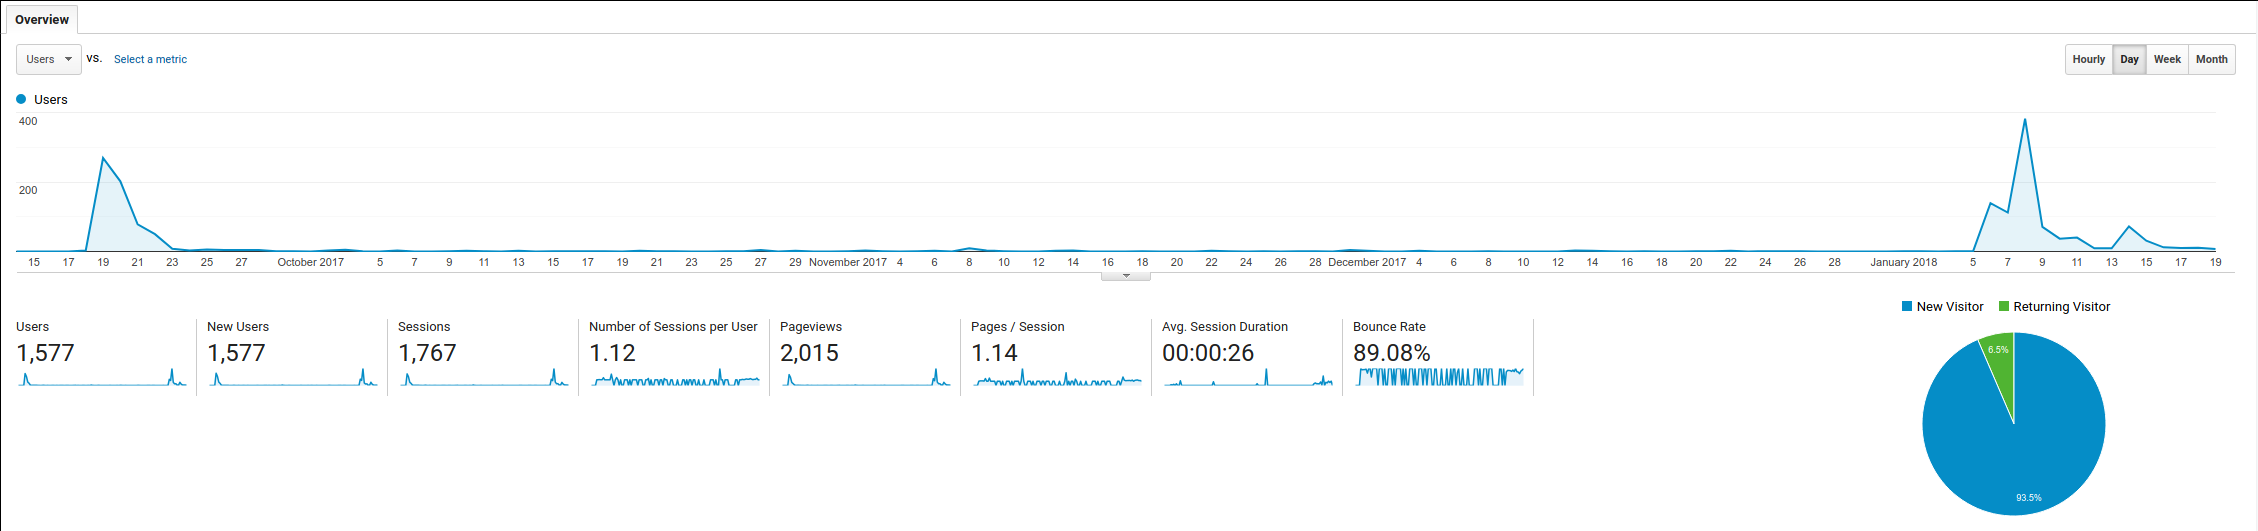 Overview
Users vs. Select a metric Hourly Day Week Month
Users
400
200
15 17 19 21 23 25 27 October 2017 5 7 9 11 13 15 17 19 21 23 25 27 29 November 2017 4 6 8 10 12 14 16 18 20 22 24 26 28 December 2017 4 6 8 10 12 14 16 18 20 22 24 26 28 January 2018 5 7 9 11 13 15 17 19
New Visitor Returning Visitor
Users New Users Sessions Number of Sessions per User Pageviews Pages / Session Avg. Session Duration Bounce Rate
1,577 1,577 1,767 1.12 2,015 1.14 00:00:26 89.08%
6.5%
93.5%